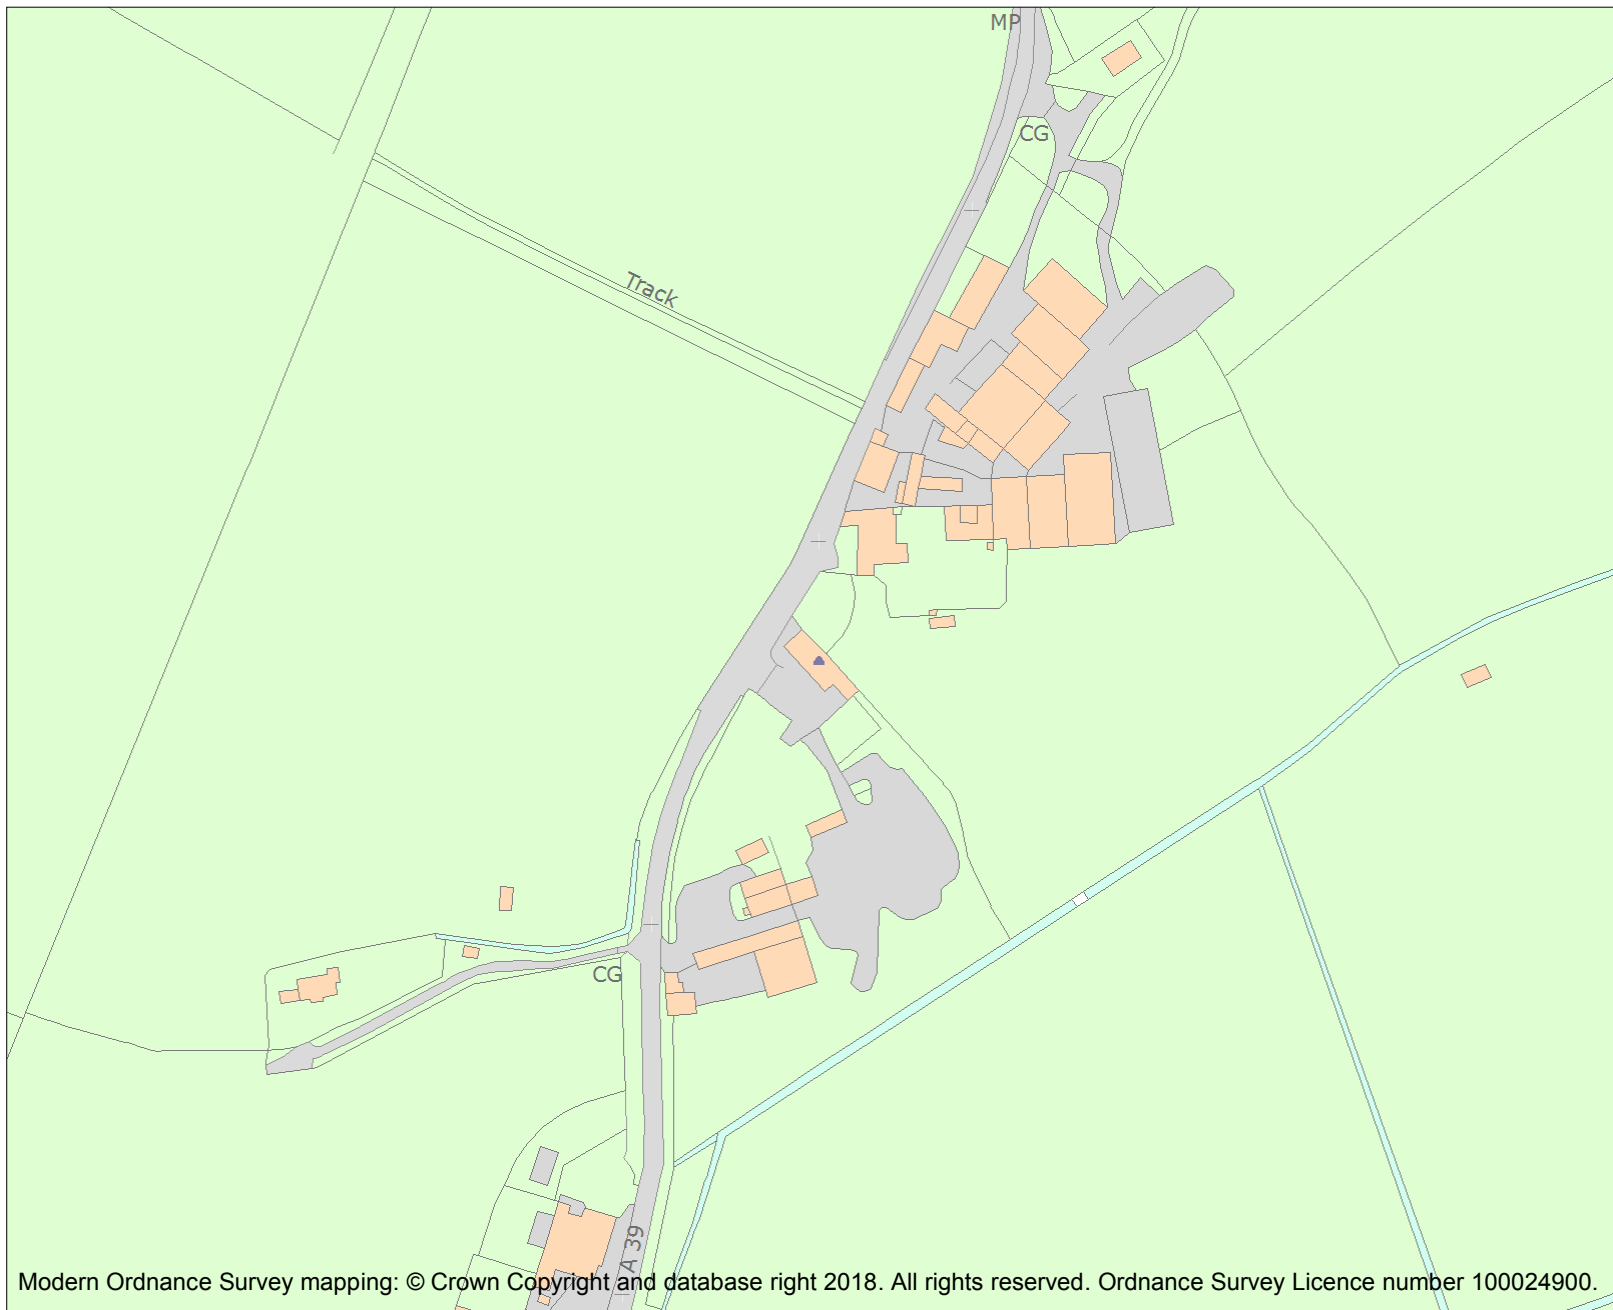 MP
CG
Track
CG
A 39
Modern Ordnance Survey mapping: © Crown Copyright and database right 2018. All rights reserved. Ordnance Survey Licence number 100024900.